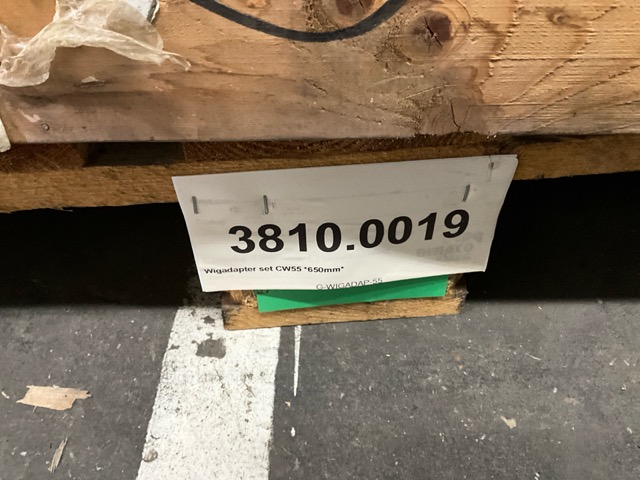 3810.0019
Wigadapter set CW55 *650mm*
G-WIGADAP-55